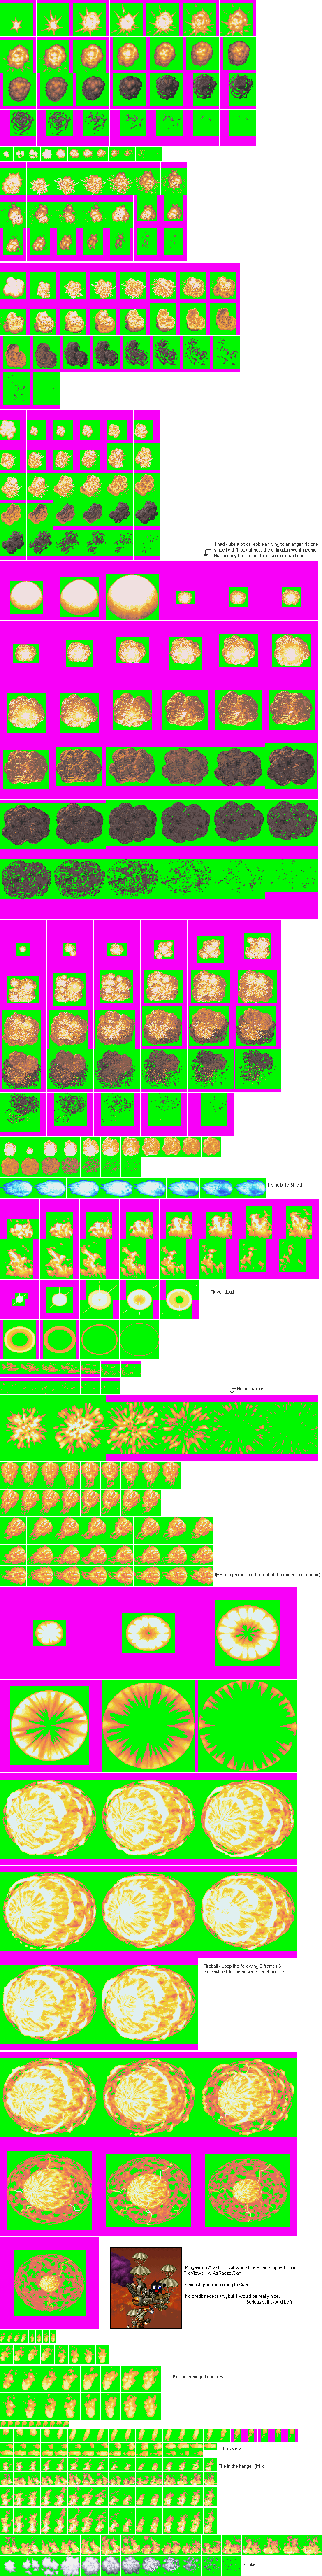 I had quite a bit of problem trying to arrange this one,
since I didn't look at how the animation went ingame.
But I did my best to get them as close as I can.
Invincibility Shield
Player death
Bomb Launch
Bomb projectile (The rest of the above is unused)
Fireball - Loop the following 8 frames 6
times while blinking between each frames.
Progear no Arashi - Explosion / Fire effects ripped from
TileViewer by AzRaezel/Dan.
Original graphics belong to Cave.
No credit necessary, but it would be really nice.
(Seriously, it would be.)
Fire on damaged enemies
Thrusters
Fire in the hanger (Intro)
Smoke